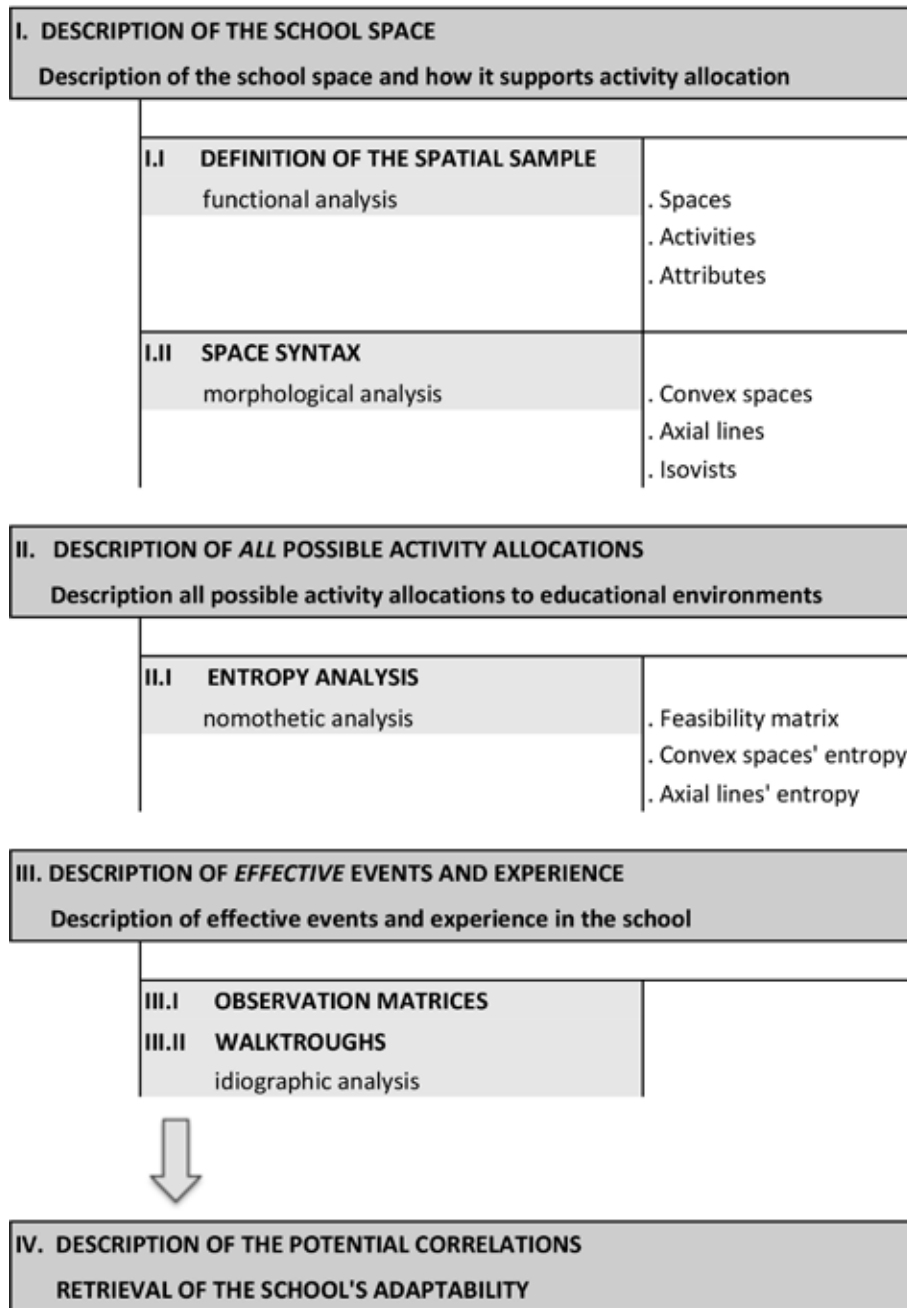 I. DESCRIPTION OF THE SCHOOL SPACE
Description of the school space and how it supports activity allocation
I.I DEFINITION OF THE SPATIAL SAMPLE
functional analysis
. Spaces
. Activities
. Attributes
I.II SPACE SYNTAX
morphological analysis
. Convex spaces
. Axial lines
. Isovists
II. DESCRIPTION OF ALL POSSIBLE ACTIVITY ALLOCATIONS
Description all possible activity allocations to educational environments
II.I ENTROPY ANALYSIS
nomothetic analysis
. Feasibility matrix
. Convex spaces' entropy
. Axial lines' entropy
III. DESCRIPTION OF EFFECTIVE EVENTS AND EXPERIENCE
Description of effective events and experience in the school
III.I OBSERVATION MATRICES
III.II WALKTROUGHS
idiographic analysis
IV. DESCRIPTION OF THE POTENTIAL CORRELATIONS
RETRIEVAL OF THE SCHOOL'S ADAPTABILITY